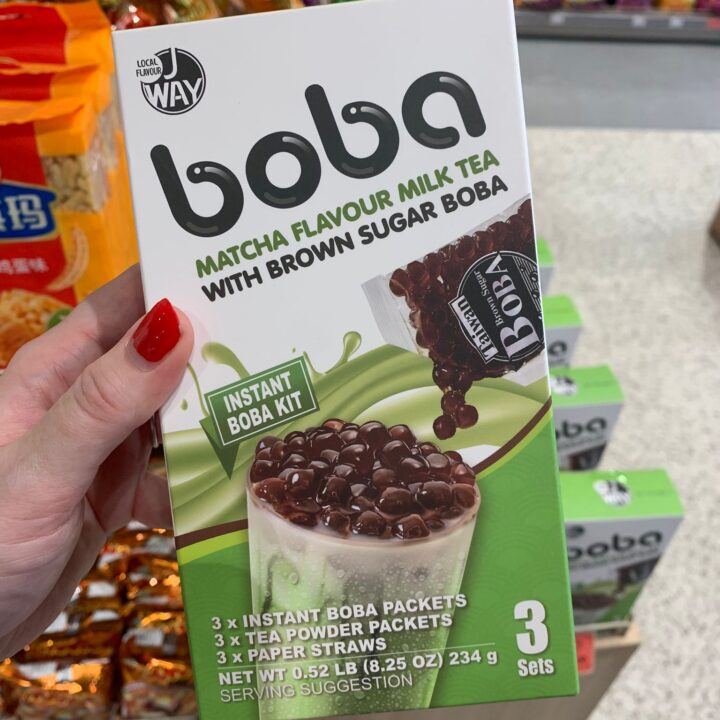 LOCAL
FLAVOUR
J
WAY
boba
MATCHA FLAVOUR MILK TEA
WITH BROWN SUGAR BOBA
Taiwan
Brown Sugar
BOBA
INSTANT
BOBA KIT
3 x INSTANT BOBA PACKETS
3 x TEA POWDER PACKETS
3 x PAPER STRAWS
NET WT 0.52 LB (8.25 OZ) 234 g
SERVING SUGGESTION
3
Sets
boba
boba